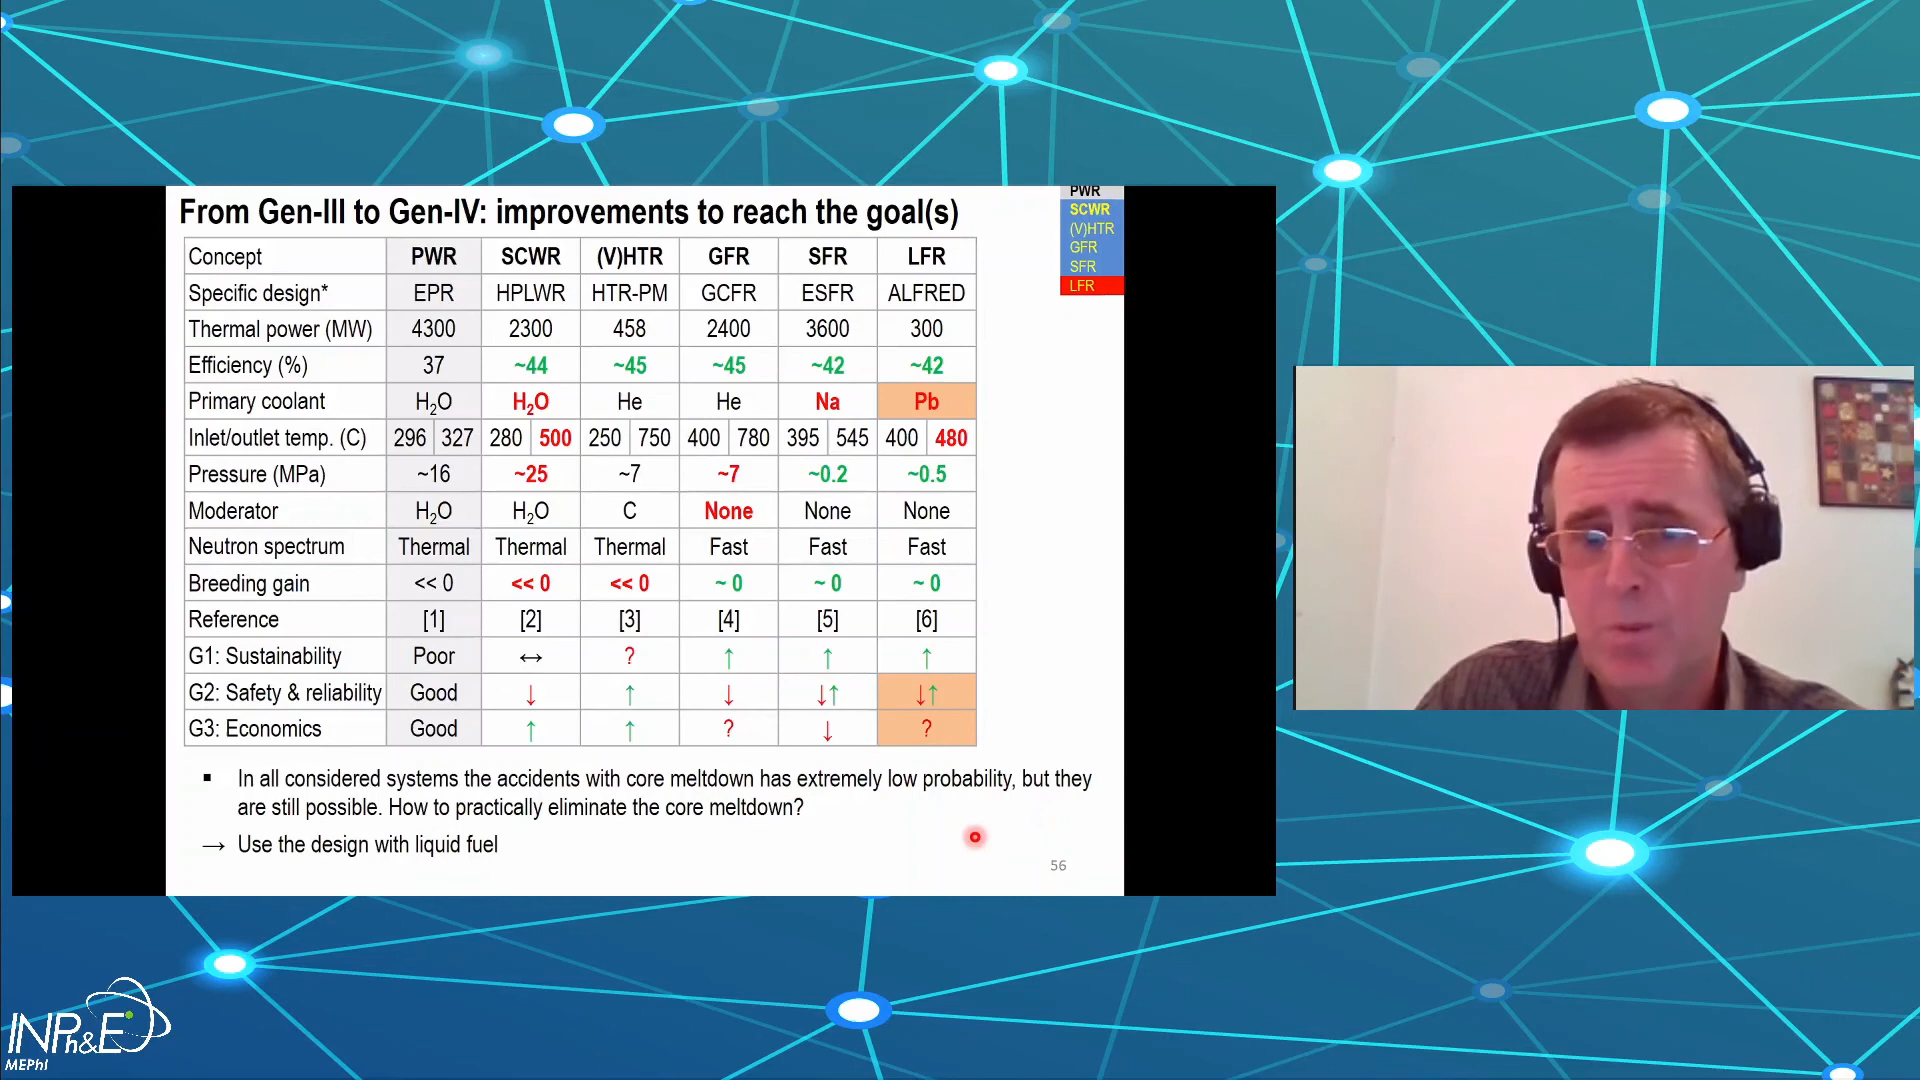 From Gen-III to Gen-IV: improvements to reach the goal(s)
PWR
SCWR
(V)HTR
GFR
SFR
LFR
Concept PWR SCWR (V)HTR GFR SFR LFR
Specific design* EPR HPLWR HTR-PM GCFR ESFR ALFRED
Thermal power (MW) 4300 2300 458 2400 3600 300
Efficiency (%) 37 ~44 ~45 ~45 ~42 ~42
Primary coolant H₂O H₂O He He Na Pb
Inlet/outlet temp. (C) 296 327 280 500 250 750 400 780 395 545 400 480
Pressure (MPa) ~16 ~25 ~7 ~7 ~0.2 ~0.5
Moderator H₂O H₂O C None None None
Neutron spectrum Thermal Thermal Thermal Fast Fast Fast
Breeding gain << 0 << 0 << 0 ~ 0 ~ 0 ~ 0
Reference [1] [2] [3] [4] [5] [6]
G1: Sustainability Poor ↔ ? ↑ ↑ ↑
G2: Safety & reliability Good ↓ ↑ ↓ ↓↑ ↓↑
G3: Economics Good ↑ ↑ ? ↓ ?
▪ In all considered systems the accidents with core meltdown has extremely low probability, but they
are still possible. How to practically eliminate the core meltdown?
→ Use the design with liquid fuel
56
INPh&E
MEPhI